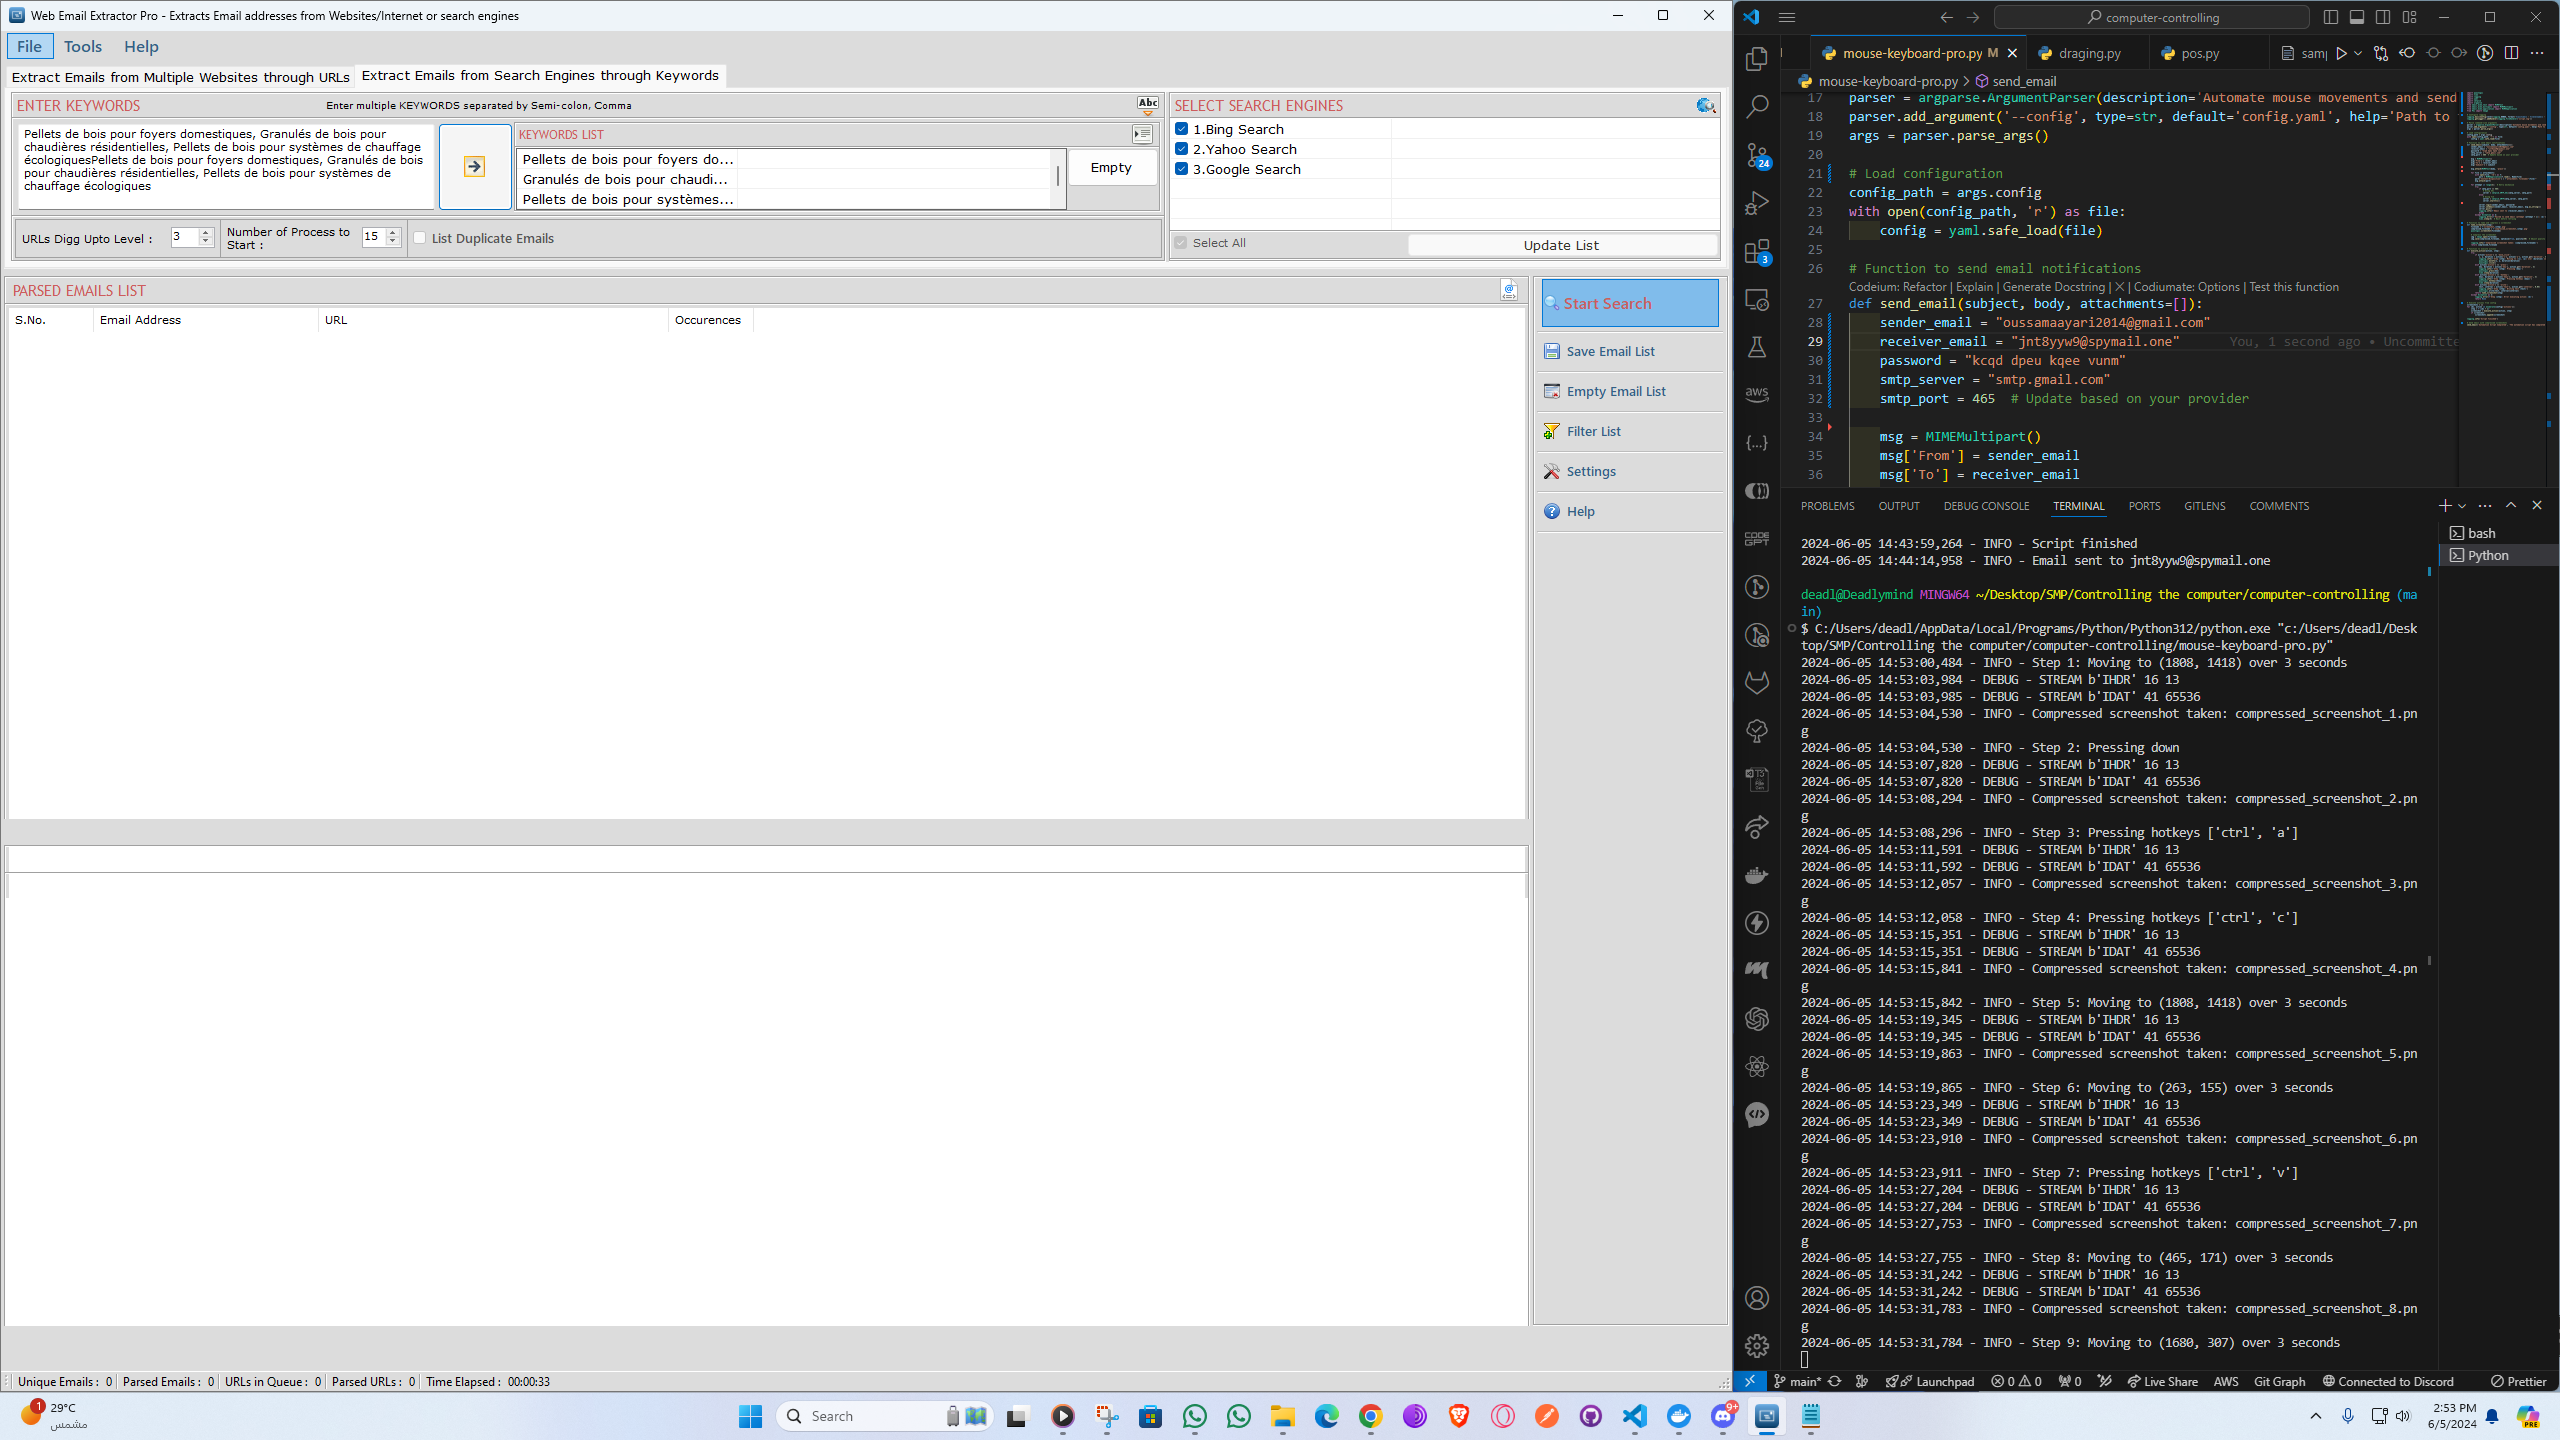 Web Email Extractor Pro - Extracts Email addresses from Websites/Internet or search engines
File Tools Help
Extract Emails from Multiple Websites through URLs
Extract Emails from Search Engines through Keywords
ENTER KEYWORDS
Enter multiple KEYWORDS separated by Semi-colon, Comma
Abc
Pellets de bois pour foyers domestiques, Granulés de bois pour
chaudières résidentielles, Pellets de bois pour systèmes de chauffage
écologiquesPellets de bois pour foyers domestiques, Granulés de bois
pour chaudières résidentielles, Pellets de bois pour systèmes de
chauffage écologiques
KEYWORDS LIST
Pellets de bois pour foyers do...
Granulés de bois pour chaudi...
Pellets de bois pour systèmes...
Empty
URLs Digg Upto Level : 3
Number of Process to
Start : 15
List Duplicate Emails
SELECT SEARCH ENGINES
1.Bing Search
2.Yahoo Search
3.Google Search
Select All
Update List
PARSED EMAILS LIST
S.No. Email Address URL Occurences
Start Search
Save Email List
Empty Email List
Filter List
Settings
Help
Unique Emails : 0 Parsed Emails : 0 URLs in Queue : 0 Parsed URLs : 0 Time Elapsed : 00:00:33
computer-controlling
mouse-keyboard-pro.py M
draging.py
pos.py
sam
mouse-keyboard-pro.py > send_email
17 parser = argparse.ArgumentParser(description='Automate mouse movements and send
18 parser.add_argument('--config', type=str, default='config.yaml', help='Path to
19 args = parser.parse_args()
20
21 # Load configuration
22 config_path = args.config
23 with open(config_path, 'r') as file:
24 config = yaml.safe_load(file)
25
26 # Function to send email notifications
Codeium: Refactor | Explain | Generate Docstring | X | Codiumate: Options | Test this function
27 def send_email(subject, body, attachments=[]):
28 sender_email = "oussamaayari2014@gmail.com"
29 receiver_email = "jnt8yyw9@spymail.one" You, 1 second ago • Uncommitte
30 password = "kcqd dpeu kqee vunm"
31 smtp_server = "smtp.gmail.com"
32 smtp_port = 465 # Update based on your provider
33
34 msg = MIMEMultipart()
35 msg['From'] = sender_email
36 msg['To'] = receiver_email
24
3
aws
CODE
GPT
PROBLEMS OUTPUT DEBUG CONSOLE TERMINAL PORTS GITLENS COMMENTS
bash
Python
2024-06-05 14:43:59,264 - INFO - Script finished
2024-06-05 14:44:14,958 - INFO - Email sent to jnt8yyw9@spymail.one
deadl@Deadlymind MINGW64 ~/Desktop/SMP/Controlling the computer/computer-controlling (ma
in)
$ C:/Users/deadl/AppData/Local/Programs/Python/Python312/python.exe "c:/Users/deadl/Desk
top/SMP/Controlling the computer/computer-controlling/mouse-keyboard-pro.py"
2024-06-05 14:53:00,484 - INFO - Step 1: Moving to (1808, 1418) over 3 seconds
2024-06-05 14:53:03,984 - DEBUG - STREAM b'IHDR' 16 13
2024-06-05 14:53:03,985 - DEBUG - STREAM b'IDAT' 41 65536
2024-06-05 14:53:04,530 - INFO - Compressed screenshot taken: compressed_screenshot_1.pn
g
2024-06-05 14:53:04,530 - INFO - Step 2: Pressing down
2024-06-05 14:53:07,820 - DEBUG - STREAM b'IHDR' 16 13
2024-06-05 14:53:07,820 - DEBUG - STREAM b'IDAT' 41 65536
2024-06-05 14:53:08,294 - INFO - Compressed screenshot taken: compressed_screenshot_2.pn
g
2024-06-05 14:53:08,296 - INFO - Step 3: Pressing hotkeys ['ctrl', 'a']
2024-06-05 14:53:11,591 - DEBUG - STREAM b'IHDR' 16 13
2024-06-05 14:53:11,592 - DEBUG - STREAM b'IDAT' 41 65536
2024-06-05 14:53:12,057 - INFO - Compressed screenshot taken: compressed_screenshot_3.pn
g
2024-06-05 14:53:12,058 - INFO - Step 4: Pressing hotkeys ['ctrl', 'c']
2024-06-05 14:53:15,351 - DEBUG - STREAM b'IHDR' 16 13
2024-06-05 14:53:15,351 - DEBUG - STREAM b'IDAT' 41 65536
2024-06-05 14:53:15,841 - INFO - Compressed screenshot taken: compressed_screenshot_4.pn
g
2024-06-05 14:53:15,842 - INFO - Step 5: Moving to (1808, 1418) over 3 seconds
2024-06-05 14:53:19,345 - DEBUG - STREAM b'IHDR' 16 13
2024-06-05 14:53:19,345 - DEBUG - STREAM b'IDAT' 41 65536
2024-06-05 14:53:19,863 - INFO - Compressed screenshot taken: compressed_screenshot_5.pn
g
2024-06-05 14:53:19,865 - INFO - Step 6: Moving to (263, 155) over 3 seconds
2024-06-05 14:53:23,349 - DEBUG - STREAM b'IHDR' 16 13
2024-06-05 14:53:23,349 - DEBUG - STREAM b'IDAT' 41 65536
2024-06-05 14:53:23,910 - INFO - Compressed screenshot taken: compressed_screenshot_6.pn
g
2024-06-05 14:53:23,911 - INFO - Step 7: Pressing hotkeys ['ctrl', 'v']
2024-06-05 14:53:27,204 - DEBUG - STREAM b'IHDR' 16 13
2024-06-05 14:53:27,204 - DEBUG - STREAM b'IDAT' 41 65536
2024-06-05 14:53:27,753 - INFO - Compressed screenshot taken: compressed_screenshot_7.pn
g
2024-06-05 14:53:27,755 - INFO - Step 8: Moving to (465, 171) over 3 seconds
2024-06-05 14:53:31,242 - DEBUG - STREAM b'IHDR' 16 13
2024-06-05 14:53:31,242 - DEBUG - STREAM b'IDAT' 41 65536
2024-06-05 14:53:31,783 - INFO - Compressed screenshot taken: compressed_screenshot_8.pn
g
2024-06-05 14:53:31,784 - INFO - Step 9: Moving to (1680, 307) over 3 seconds
main* Launchpad 0 0 0 Live Share AWS Git Graph Connected to Discord Prettier
1
29°C
مشمس
Search
9+
2:53 PM
6/5/2024
PRE